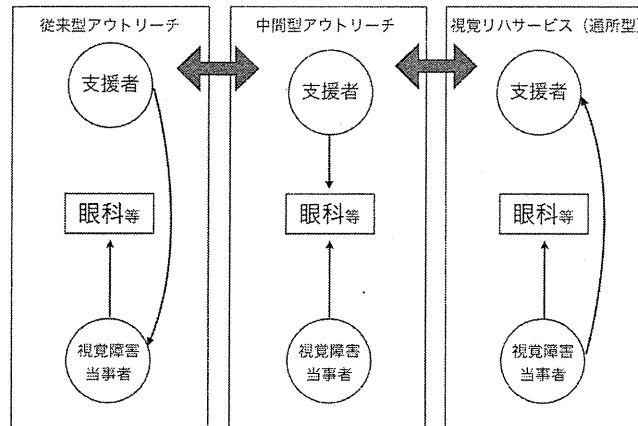 従来型アウトリーチ
支援者
眼科等
視覚障害
当事者
中間型アウトリーチ
支援者
眼科等
視覚障害
当事者
視覚リハサービス（通所型）
支援者
眼科等
視覚障害
当事者